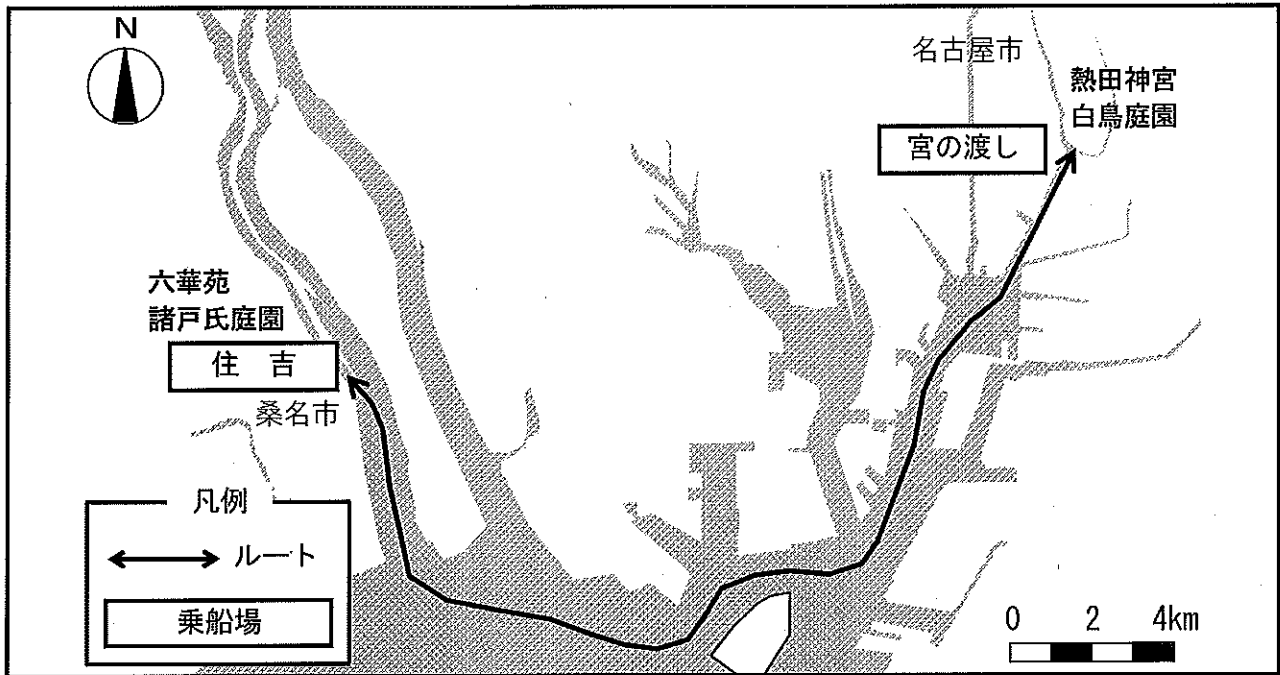 N
名古屋市
熱田神宮
白鳥庭園
宮の渡し
六華苑
諸戸氏庭園
住 吉
桑名市
凡例
ルート
乗船場
0 2 4km